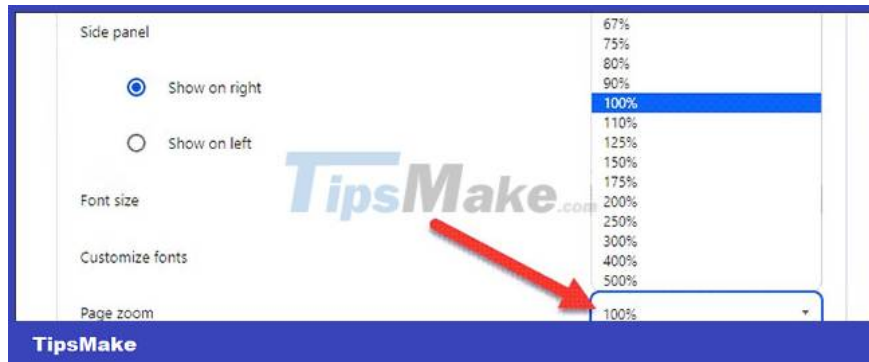 Side panel
Show on right
Show on left
Font size
Customize fonts
Page zoom
67%
75%
80%
90%
100%
110%
125%
150%
175%
200%
250%
300%
400%
500%
100%
TipsMake.com
TipsMake